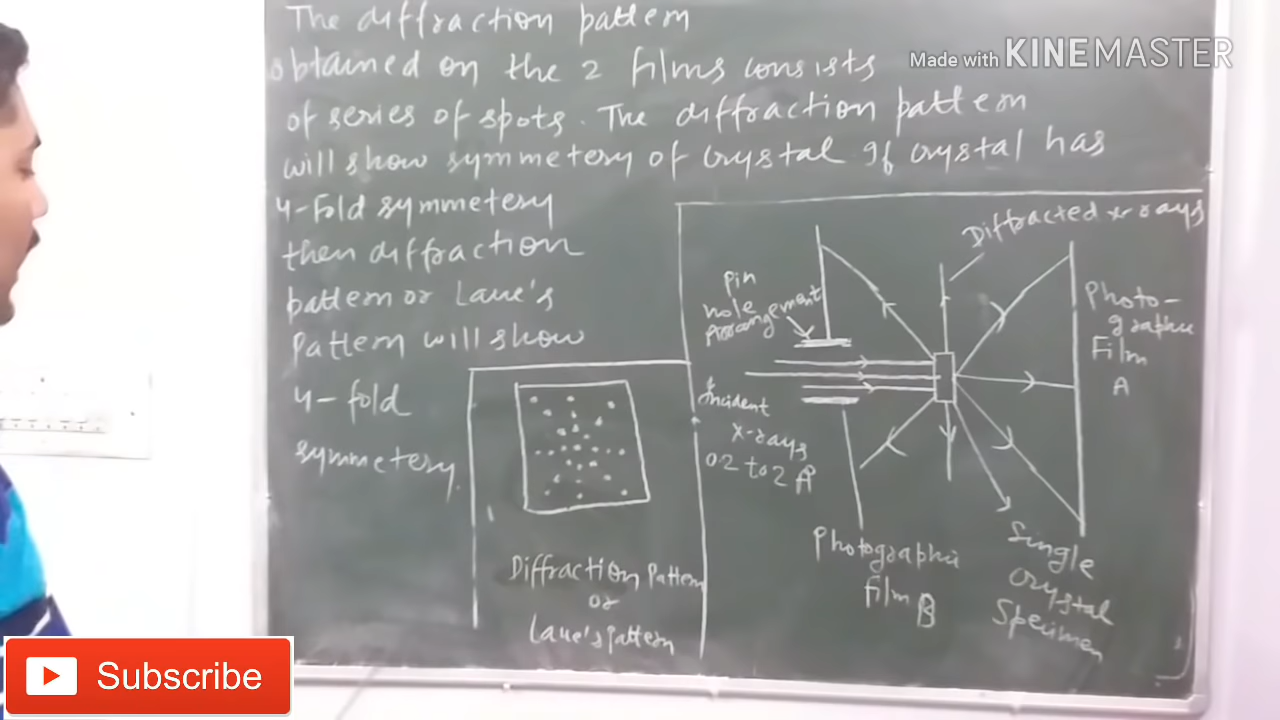 The diffraction pattern
obtained on the 2 films consists
of series of spots. The diffraction pattern
will show symmetery of crystal If crystal has
4-fold symmetery
then diffraction
pattern or Laue's
Pattern will show
4-fold
symmetery.
Diffraction Pattern
or
Laue's Pattern
Pin
hole
Arrangement
Incident
x-rays
0.2 to 2 A°
Diffracted x-rays
Photo-
graphic
Film
A
Photographic
film B
Single
crystal
Specimen
Made with KINEMASTER
Subscribe